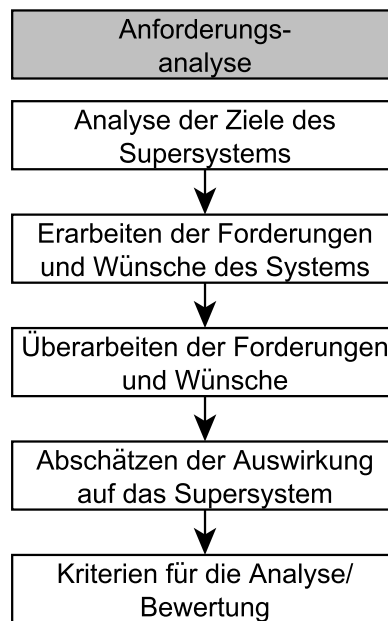 Anforderungs-
analyse
Analyse der Ziele des
Supersystems
Erarbeiten der Forderungen
und Wünsche des Systems
Überarbeiten der Forderungen
und Wünsche
Abschätzen der Auswirkung
auf das Supersystem
Kriterien für die Analyse/
Bewertung